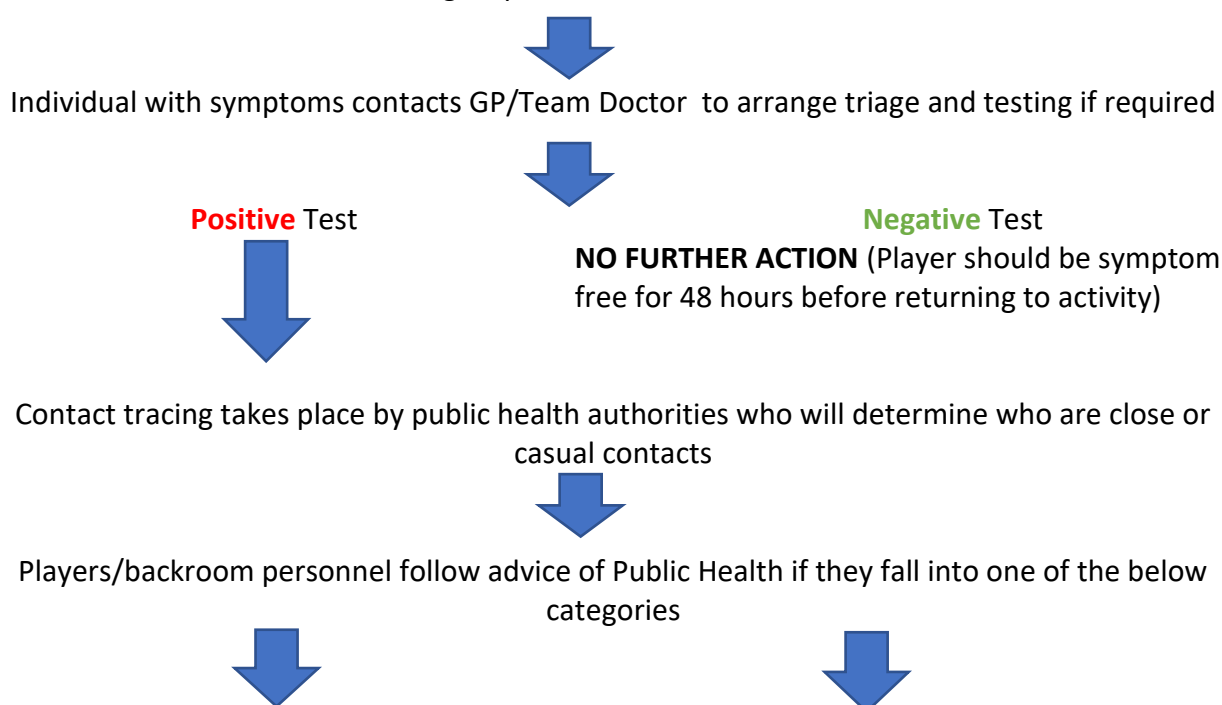 Individual with symptoms contacts GP/Team Doctor to arrange triage and testing if required
Positive Test
Negative Test
NO FURTHER ACTION (Player should be symptom
free for 48 hours before returning to activity)
Contact tracing takes place by public health authorities who will determine who are close or
casual contacts
Players/backroom personnel follow advice of Public Health if they fall into one of the below
categories